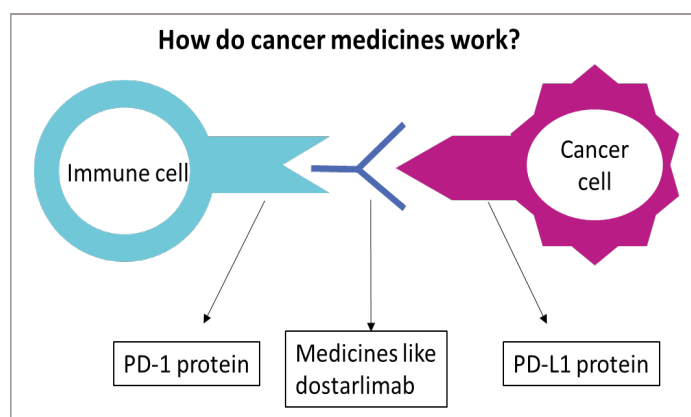 How do cancer medicines work?
Immune cell
Cancer
cell
PD-1 protein
Medicines like
dostarlimab
PD-L1 protein